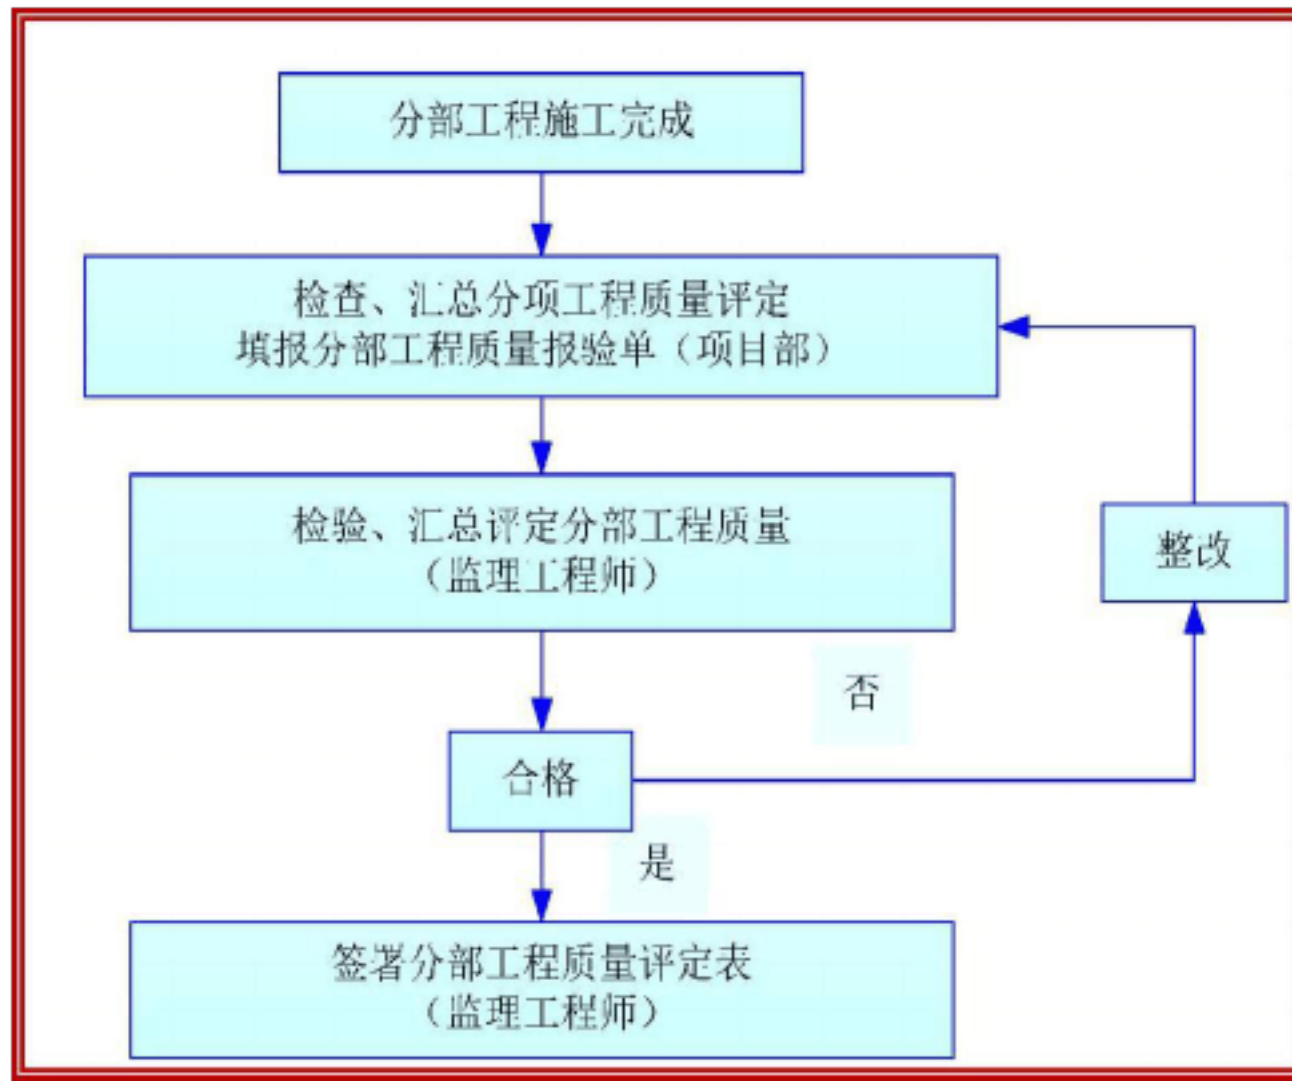 分部工程施工完成
检查、汇总分项工程质量评定
填报分部工程质量报验单（项目部）
检验、汇总评定分部工程质量
（监理工程师）
整改
否
合格
是
签署分部工程质量评定表
（监理工程师）